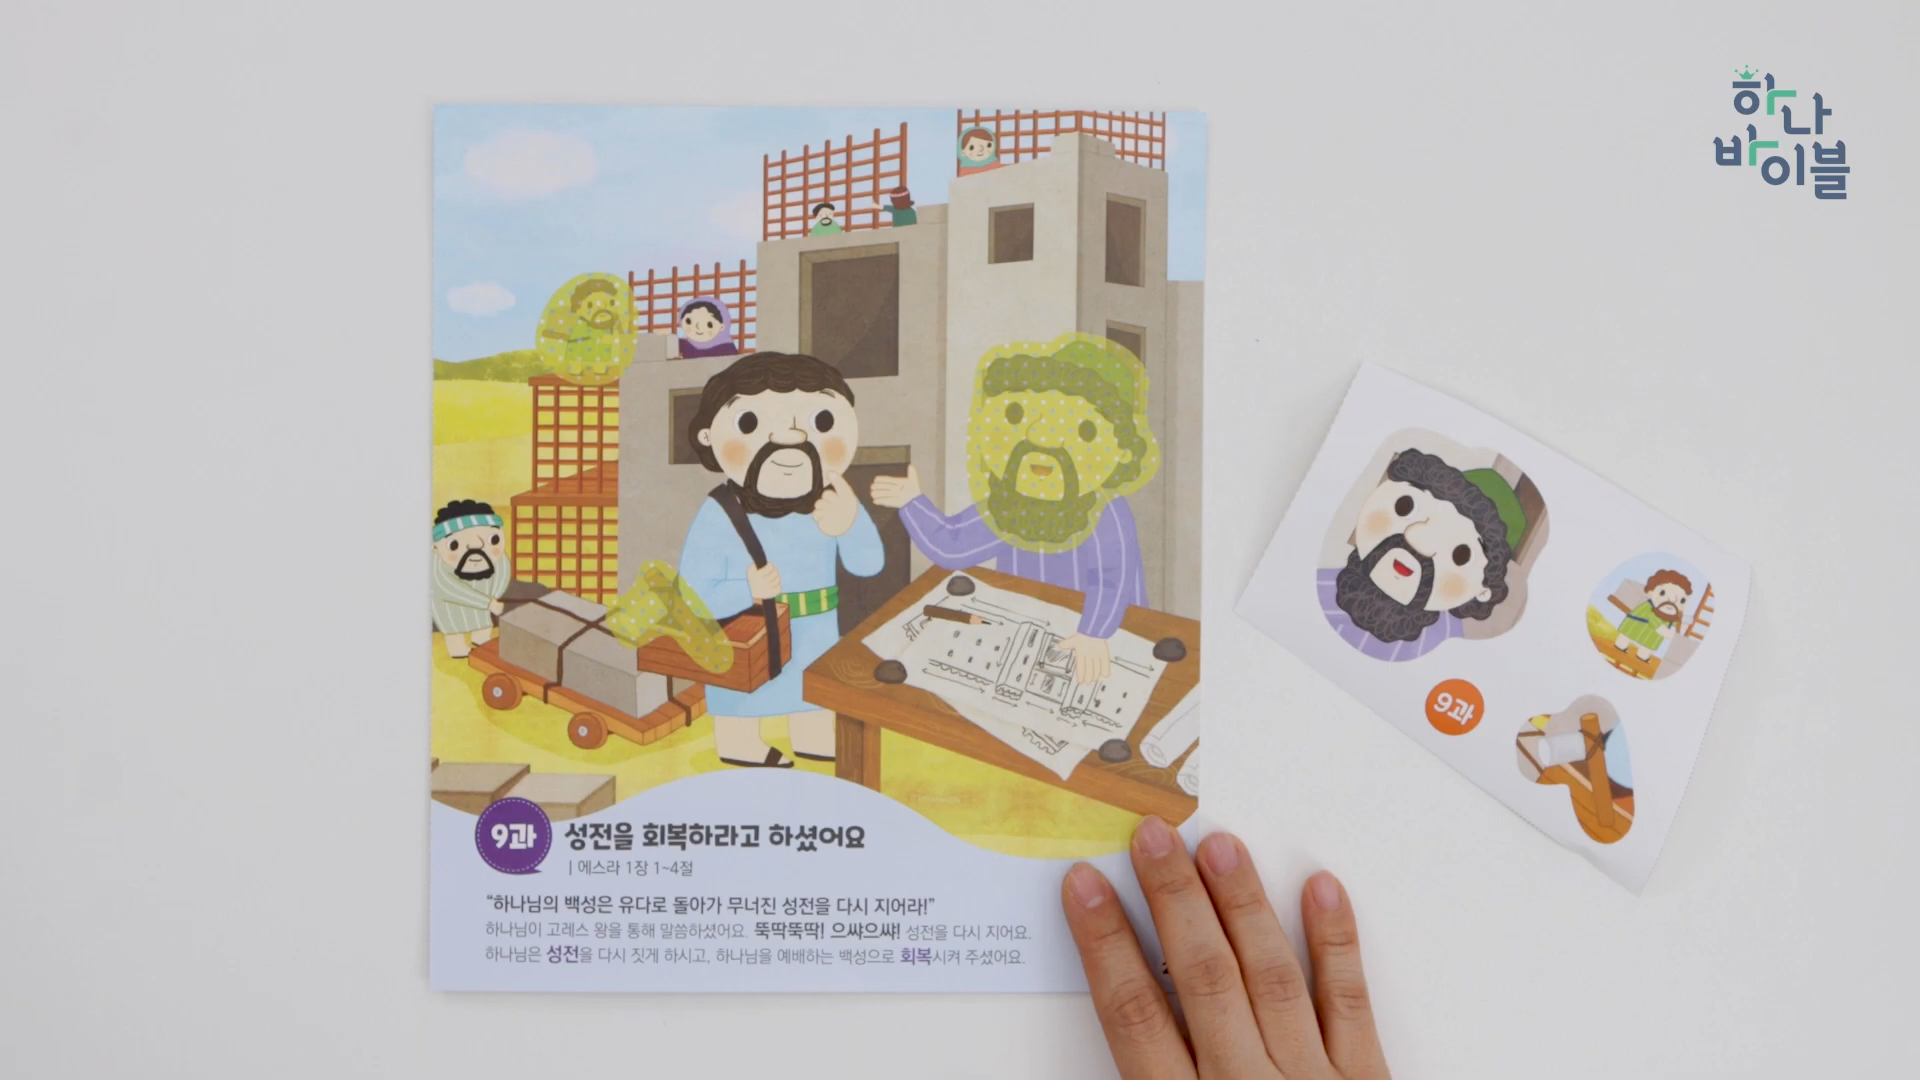 하나
바이블
9과
성전을 회복하라고 하셨어요
| 에스라 1장 1~4절
“하나님의 백성은 유다로 돌아가 무너진 성전을 다시 지어라!”
하나님이 고레스 왕을 통해 말씀하셨어요. 뚝딱뚝딱! 으쌰으쌰! 성전을 다시 지어요.
하나님은 성전을 다시 짓게 하시고, 하나님을 예배하는 백성으로 회복시켜 주셨어요.
9과